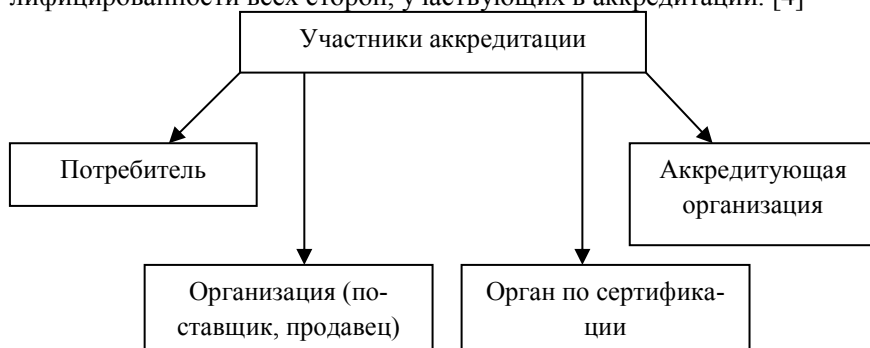 лифицированности всех сторон, участвующих в аккредитации. [4]
Участники аккредитации
Потребитель
Аккредитующая
организация
Организация (по-
ставщик, продавец)
Орган по сертифика-
ции